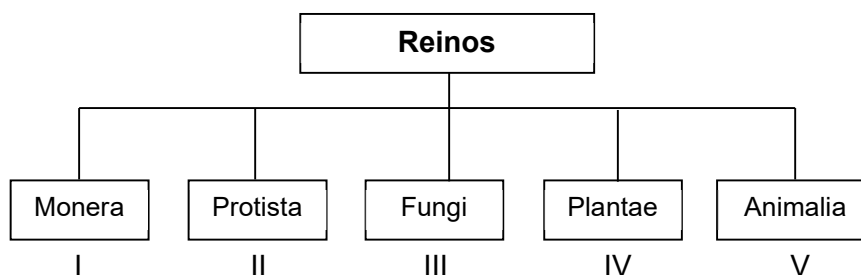 Reinos
Monera Protista Fungi Plantae Animalia
I II III IV V